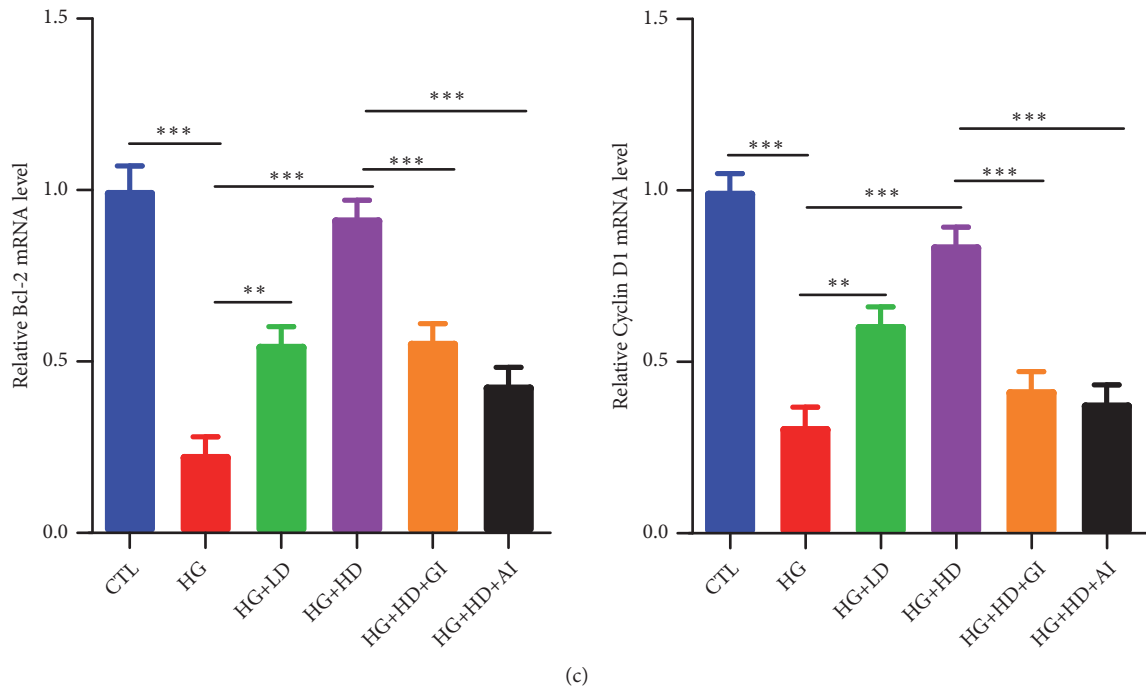 Relative Bcl-2 mRNA level
1.5
1.0
0.5
0.0
***
***
**
***
***
CTL
HG
HG+LD
HG+HD
HG+HD+GI
HG+HD+AI
Relative Cyclin D1 mRNA level
1.5
1.0
0.5
0.0
***
***
**
***
***
CTL
HG
HG+LD
HG+HD
HG+HD+GI
HG+HD+AI
(c)